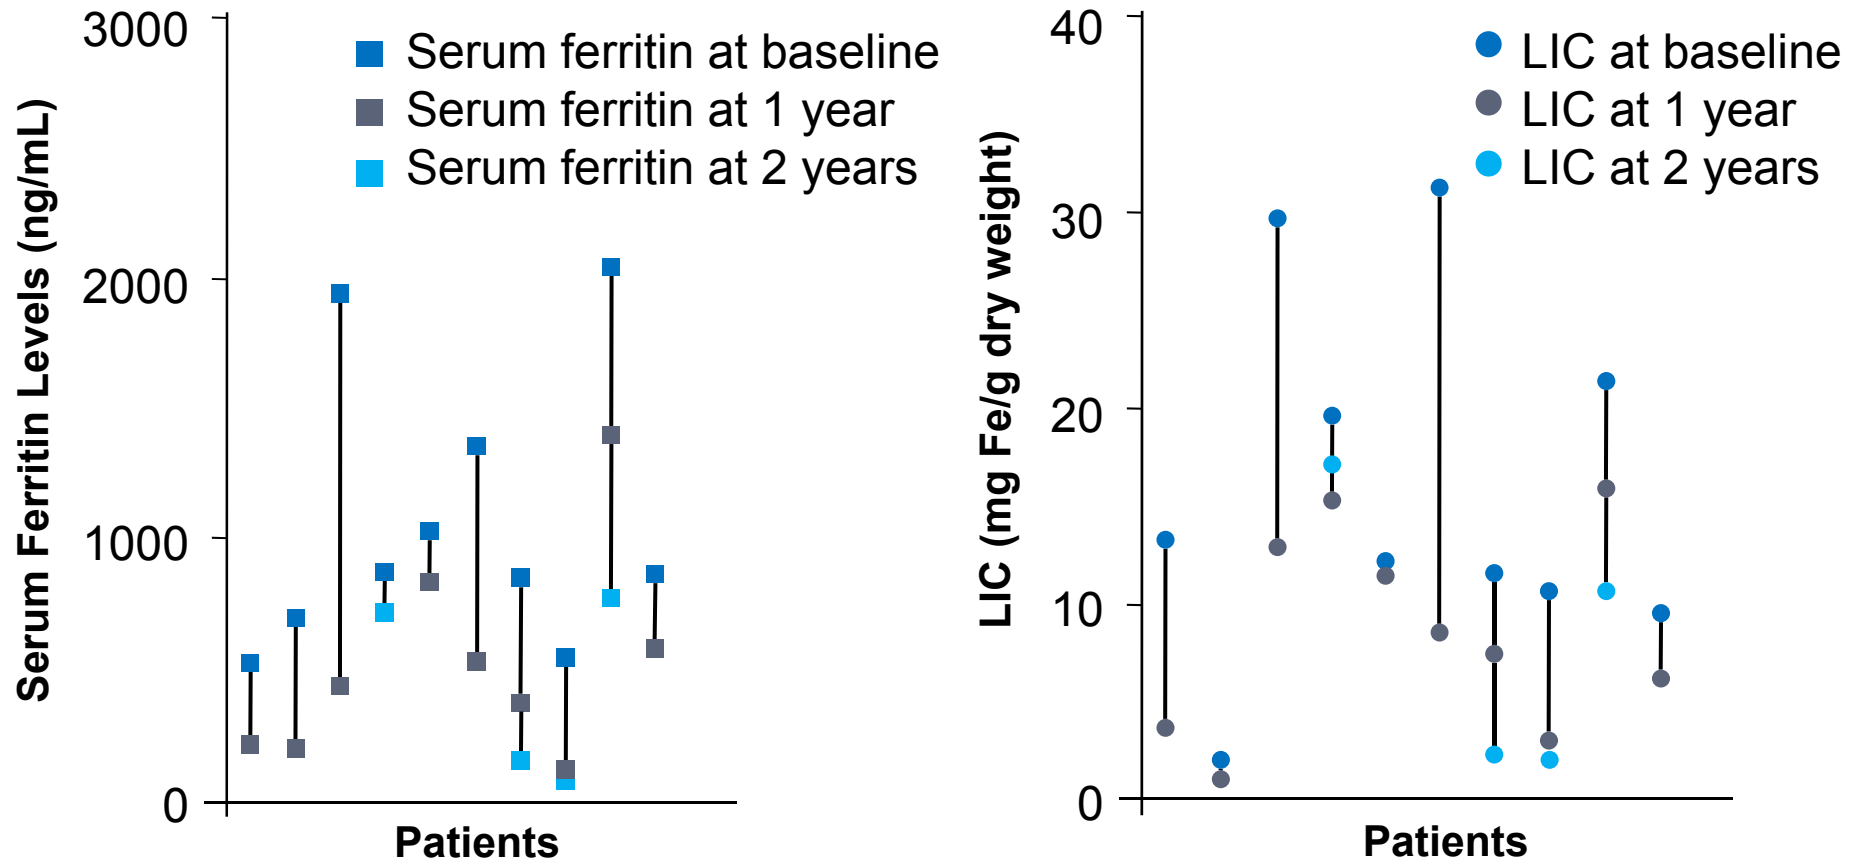 Serum Ferritin Levels (ng/mL)
3000
2000
1000
0
Serum ferritin at baseline
Serum ferritin at 1 year
Serum ferritin at 2 years
Patients
LIC (mg Fe/g dry weight)
40
30
20
10
0
LIC at baseline
LIC at 1 year
LIC at 2 years
Patients